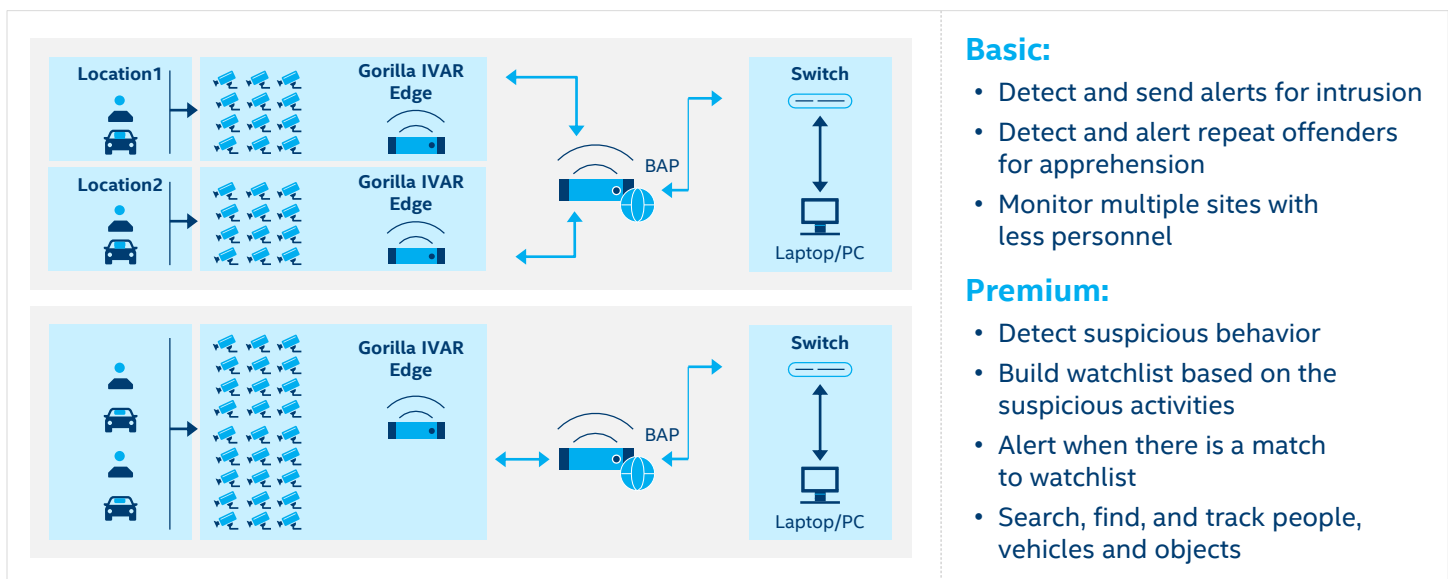 Location1
Gorilla IVAR
Edge
Location2
Gorilla IVAR
Edge
BAP
Switch
Laptop/PC
Gorilla IVAR
Edge
BAP
Switch
Laptop/PC
Basic:
• Detect and send alerts for intrusion
• Detect and alert repeat offenders
for apprehension
• Monitor multiple sites with
less personnel
Premium:
• Detect suspicious behavior
• Build watchlist based on the
suspicious activities
• Alert when there is a match
to watchlist
• Search, find, and track people,
vehicles and objects